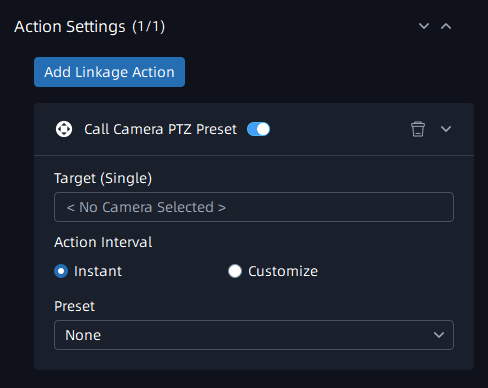 Action Settings (1/1)
Add Linkage Action
Call Camera PTZ Preset
Target (Single)
< No Camera Selected >
Action Interval
Instant
Customize
Preset
None